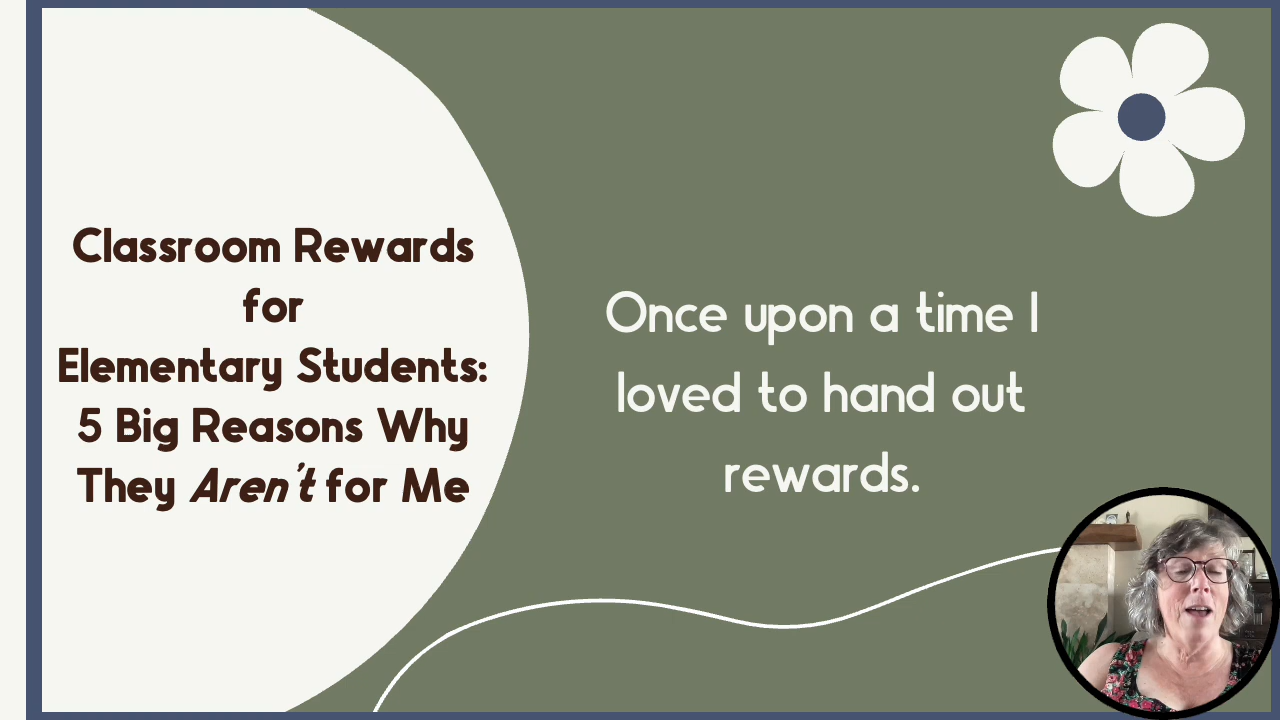 Classroom Rewards
for
Elementary Students:
5 Big Reasons Why
They Aren't for Me
Once upon a time I
loved to hand out
rewards.